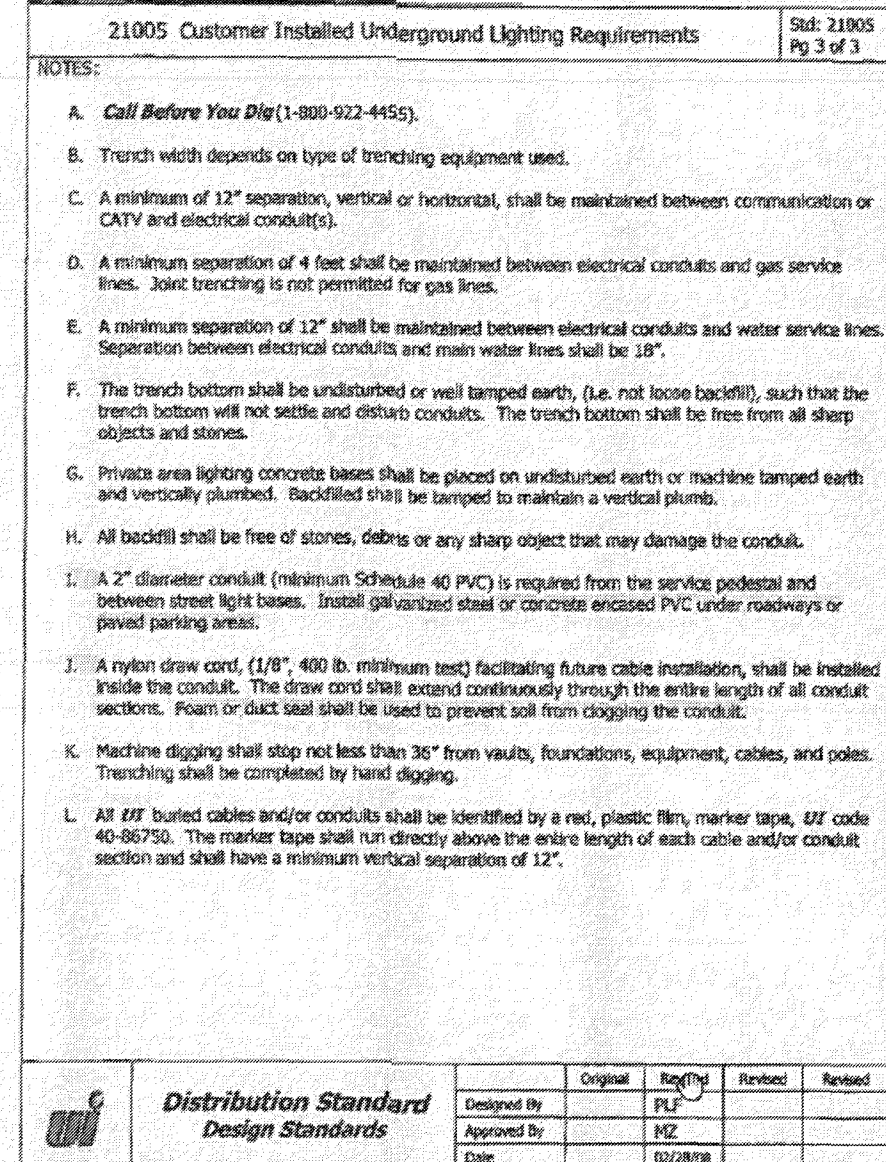 21005 Customer Installed Underground Lighting Requirements
Std: 21005
Pg 3 of 3
NOTES:
A. Call Before You Dig (1-800-922-4455).
B. Trench width depends on type of trenching equipment used.
C. A minimum of 12" separation, vertical or horizontal, shall be maintained between communication or
CATV and electrical conduit(s).
D. A minimum separation of 4 feet shall be maintained between electrical conduits and gas service
lines. Joint trenching is not permitted for gas lines.
E. A minimum separation of 12" shall be maintained between electrical conduits and water service lines.
Separation between electrical conduits and main water lines shall be 18".
F. The trench bottom shall be undisturbed or well tamped earth, (i.e. not loose backfill), such that the
trench bottom will not settle and disturb conduits. The trench bottom shall be free from all sharp
objects and stones.
G. Private area lighting concrete bases shall be placed on undisturbed earth or machine tamped earth
and vertically plumbed. Backfilled shall be tamped to maintain a vertical plumb.
H. All backfill shall be free of stones, debris or any sharp object that may damage the conduit.
I. A 2" diameter conduit (minimum Schedule 40 PVC) is required from the service pedestal and
between street light bases. Install galvanized steel or concrete encased PVC under roadways or
paved parking areas.
J. A nylon draw cord, (1/8", 400 lb. minimum test) facilitating future cable installation, shall be installed
inside the conduit. The draw cord shall extend continuously through the entire length of all conduit
sections. Foam or duct seal shall be used to prevent soil from clogging the conduit.
K. Machine digging shall stop not less than 36" from vaults, foundations, equipment, cables, and poles.
Trenching shall be completed by hand digging.
L. All UI buried cables and/or conduits shall be identified by a red, plastic film, marker tape, UI code
40-86750. The marker tape shall run directly above the entire length of each cable and/or conduit
section and shall have a minimum vertical separation of 12".
Distribution Standard
Design Standards
Original Revised Revised Revised
Designed By PLF
Approved By MZ
Date 02/28/08